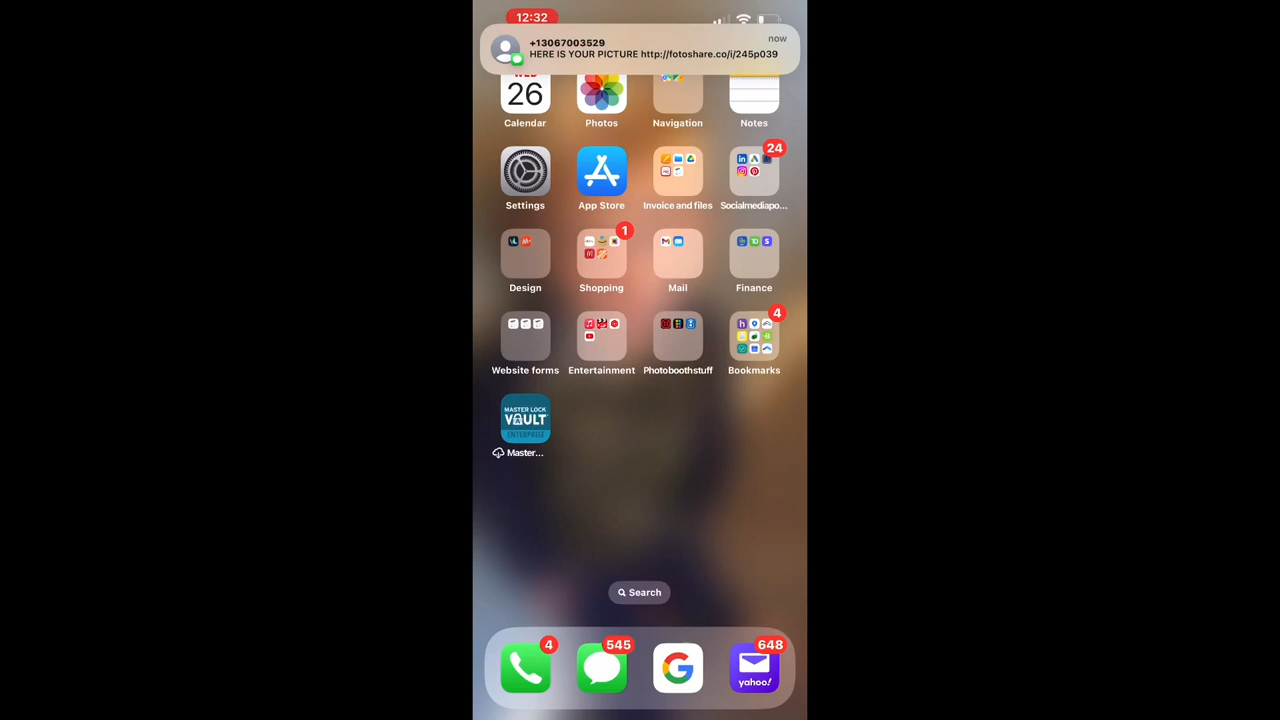 12:32
+13067003529
now
HERE IS YOUR PICTURE http://fotoshare.co/i/245p039
WED
26
Calendar
Photos
Navigation
Notes
24
Settings
App Store
Invoice and files
Socialmediapo...
1
Design
Shopping
Mail
Finance
4
Website forms
Entertainment
Photoboothstuff
Bookmarks
MASTER LOCK
VAULT
ENTERPRISE
Master...
Search
4
545
648
yahoo!